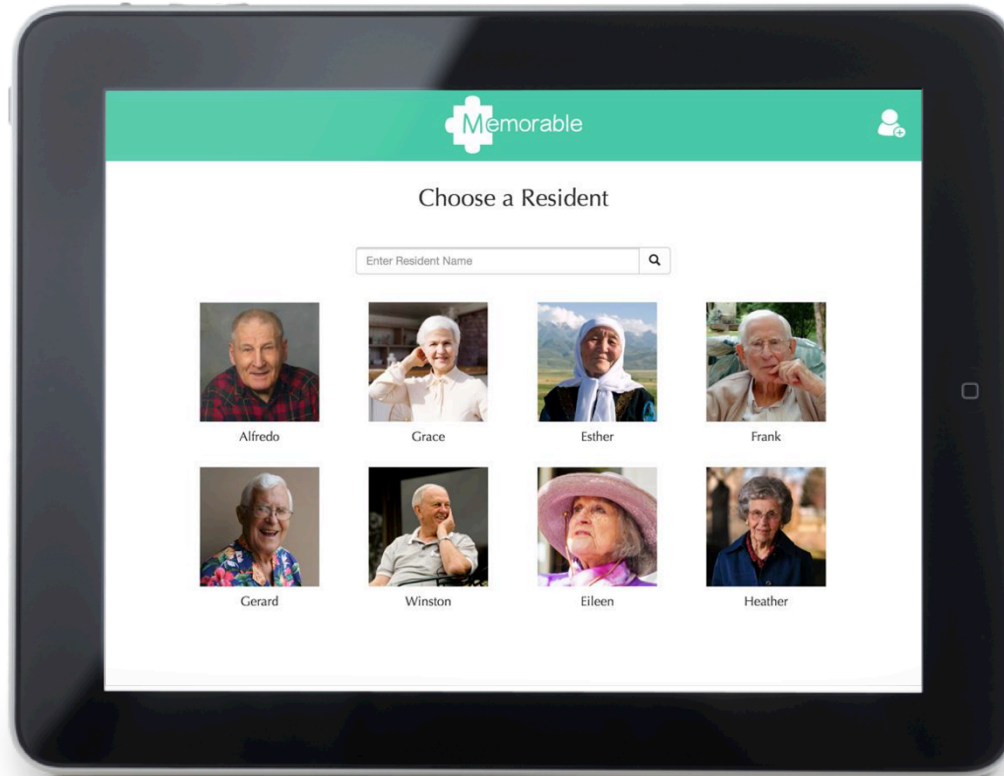 Memorable
Choose a Resident
Enter Resident Name
Alfredo
Grace
Esther
Frank
Gerard
Winston
Eileen
Heather